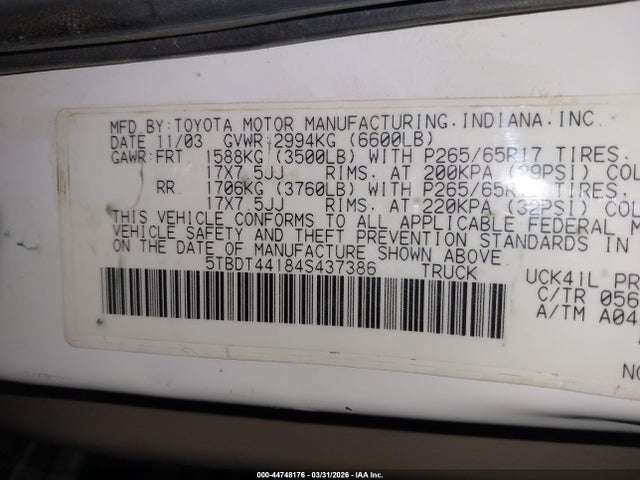 MFD.BY:TOYOTA MOTOR MANUFACTURING.INDIANA.INC.
DATE 11/03 GVWR 2994KG (6600LB)
GAWR:FRT 1588KG (3500LB) WITH P265/65R17 TIRES.
17X7.5JJ RIMS. AT 200KPA (29PSI) COL
RR. 1706KG (3760LB) WITH P265/65R TIRES.
17X7.5JJ RIMS. AT 220KPA (32PSI) COL
THIS VEHICLE CONFORMS TO ALL APPLICABLE FEDERAL M
VEHICLE SAFETY AND THEFT PREVENTION STANDARDS IN
ON THE DATE OF MANUFACTURE SHOWN ABOVE.
5TBDT44184S437386 TRUCK
UCK41L PR
C/TR 056
A/TM A04
NO
000-44748176 - 03/31/2026 - IAA Inc.